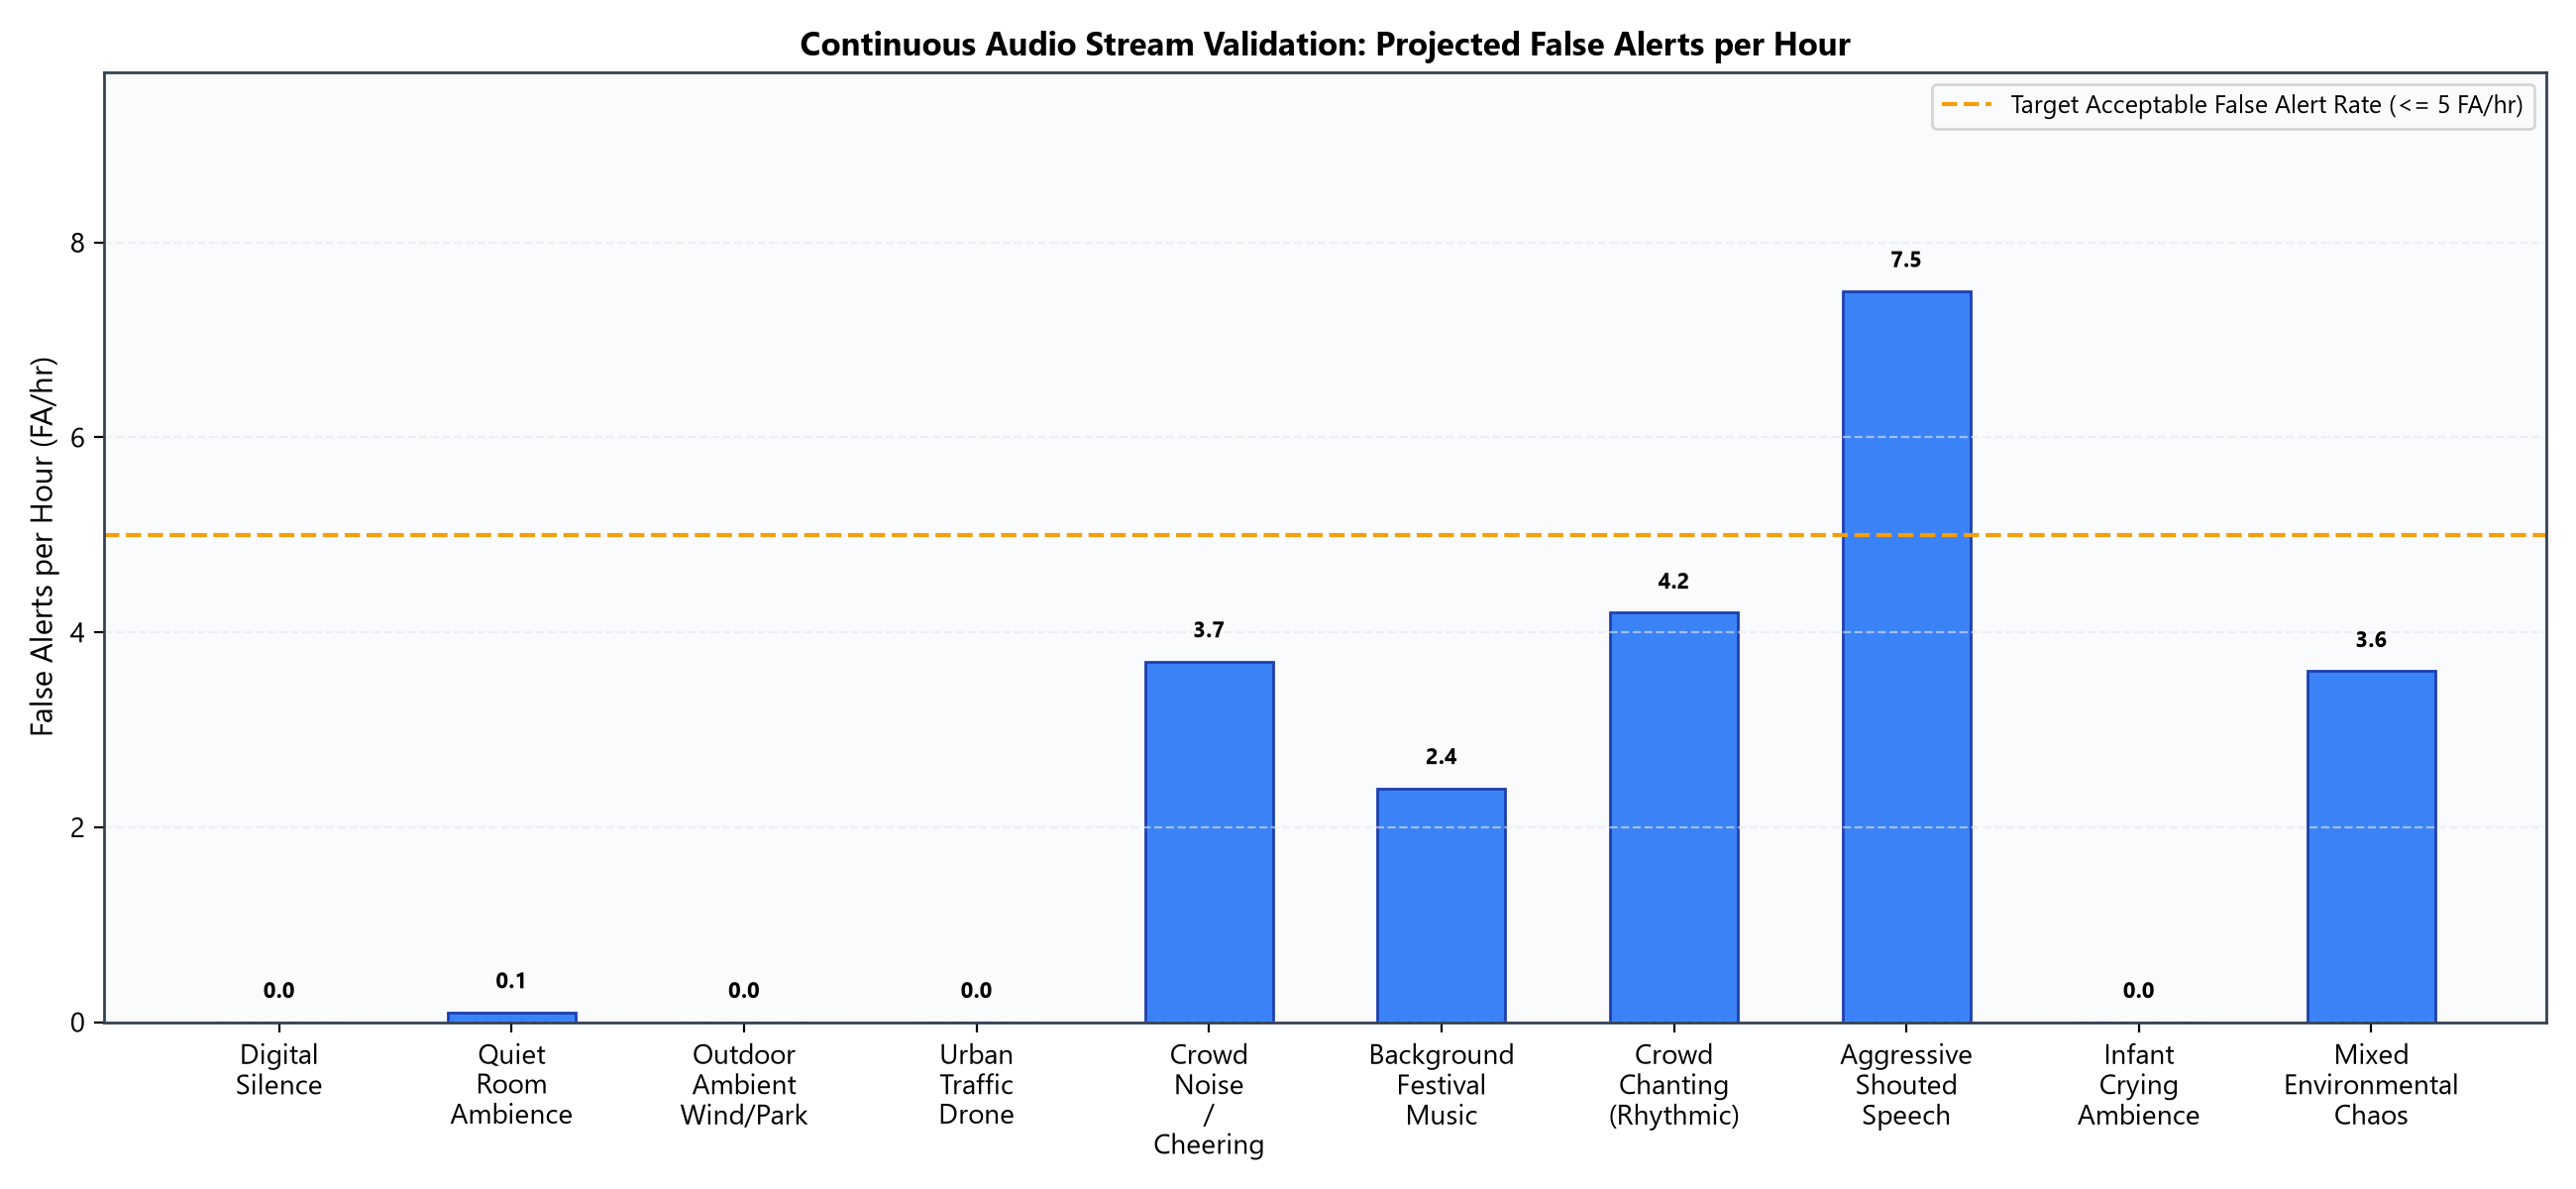 Continuous Audio Stream Validation: Projected False Alerts per Hour
Target Acceptable False Alert Rate (<= 5 FA/hr)
False Alerts per Hour (FA/hr)
8
6
4
2
0
0.0
0.1
0.0
0.0
3.7
2.4
4.2
7.5
0.0
3.6
Digital
Silence
Quiet
Room
Ambience
Outdoor
Ambient
Wind/Park
Urban
Traffic
Drone
Crowd
Noise
/
Cheering
Background
Festival
Music
Crowd
Chanting
(Rhythmic)
Aggressive
Shouted
Speech
Infant
Crying
Ambience
Mixed
Environmental
Chaos